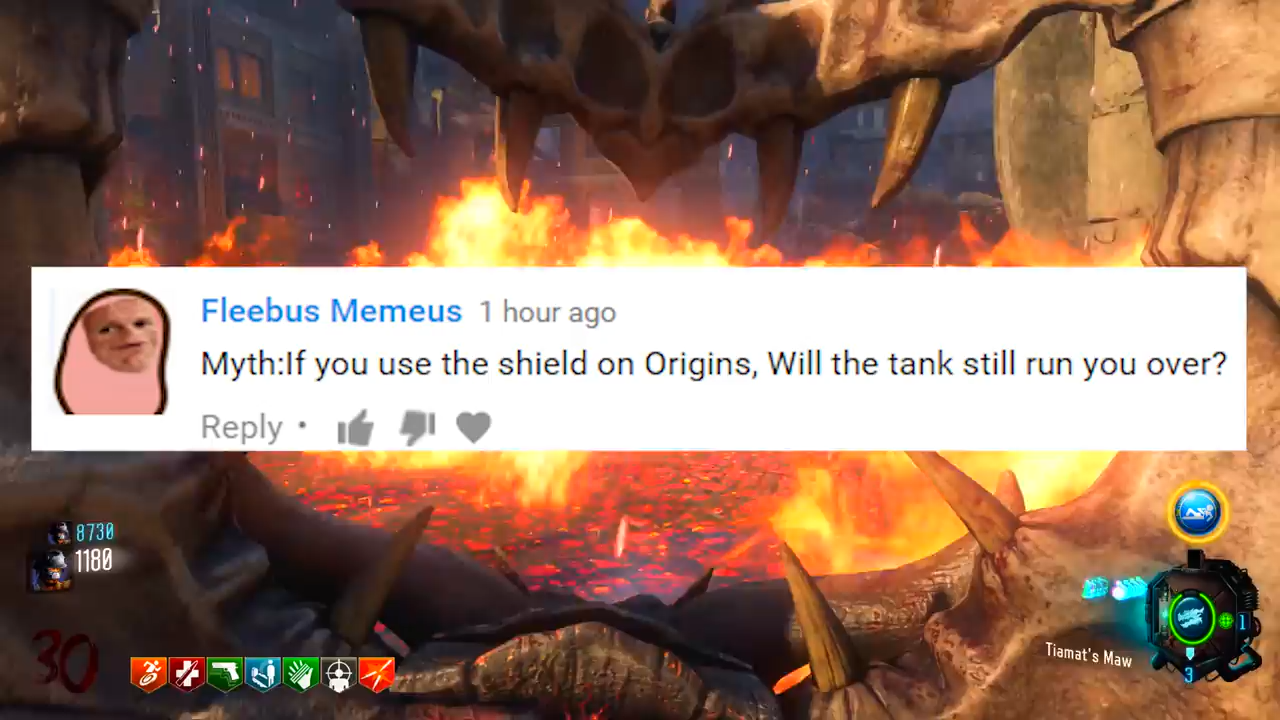 Fleebus Memeus 1 hour ago
Myth:If you use the shield on Origins, Will the tank still run you over?
Reply •
8730
1180
30
Tiamat's Maw
1
3